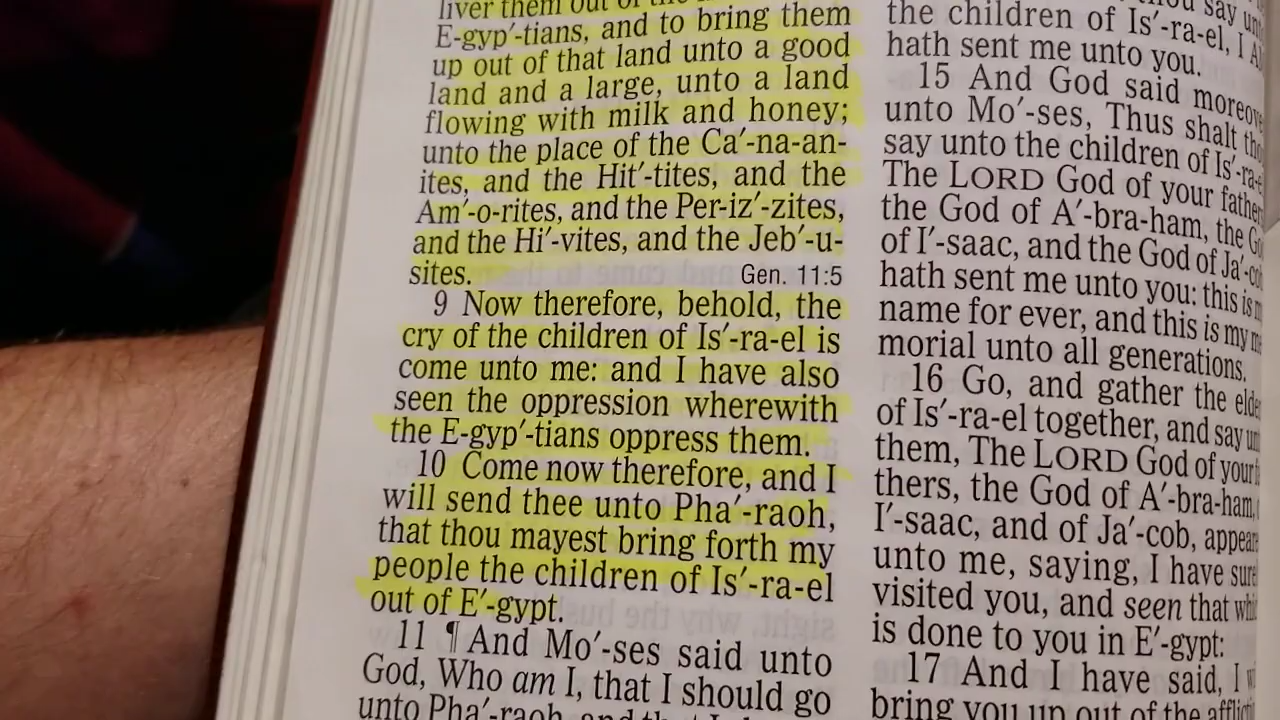 liver them out of the
E-gyp′-tians, and to bring them
up out of that land unto a good
land and a large, unto a land
flowing with milk and honey;
unto the place of the Ca′-na-an-
ites, and the Hit′-tites, and the
Am′-o-rites, and the Per-iz′-zites,
and the Hi′-vites, and the Jeb′-u-
sites. Gen. 11:5
9 Now therefore, behold, the
cry of the children of Is′-ra-el is
come unto me: and I have also
seen the oppression wherewith
the E-gyp′-tians oppress them.
10 Come now therefore, and I
will send thee unto Pha′-raoh,
that thou mayest bring forth my
people the children of Is′-ra-el
out of E′-gypt.
11 ¶ And Mo′-ses said unto
God, Who am I, that I should go
unto Pha′-raoh, and that I
thou say
the children of Is′-ra-el, I
hath sent me unto you.
15 And God said moreov
unto Mo′-ses, Thus shalt
say unto the children of Is′-ra-
The LORD God of your
the God of A′-bra-ham, the
of I′-saac, and the God of Ja′-
hath sent me unto you: this is
name for ever, and this is my
morial unto all generations.
16 Go, and gather the
of Is′-ra-el together, and say
them, The LORD God of your
thers, the God of A′-bra-ham,
I′-saac, and of Ja′-cob, appear
unto me, saying, I have
visited you, and seen that
is done to you in E′-gypt:
17 And I have said, I
bring you up out of the